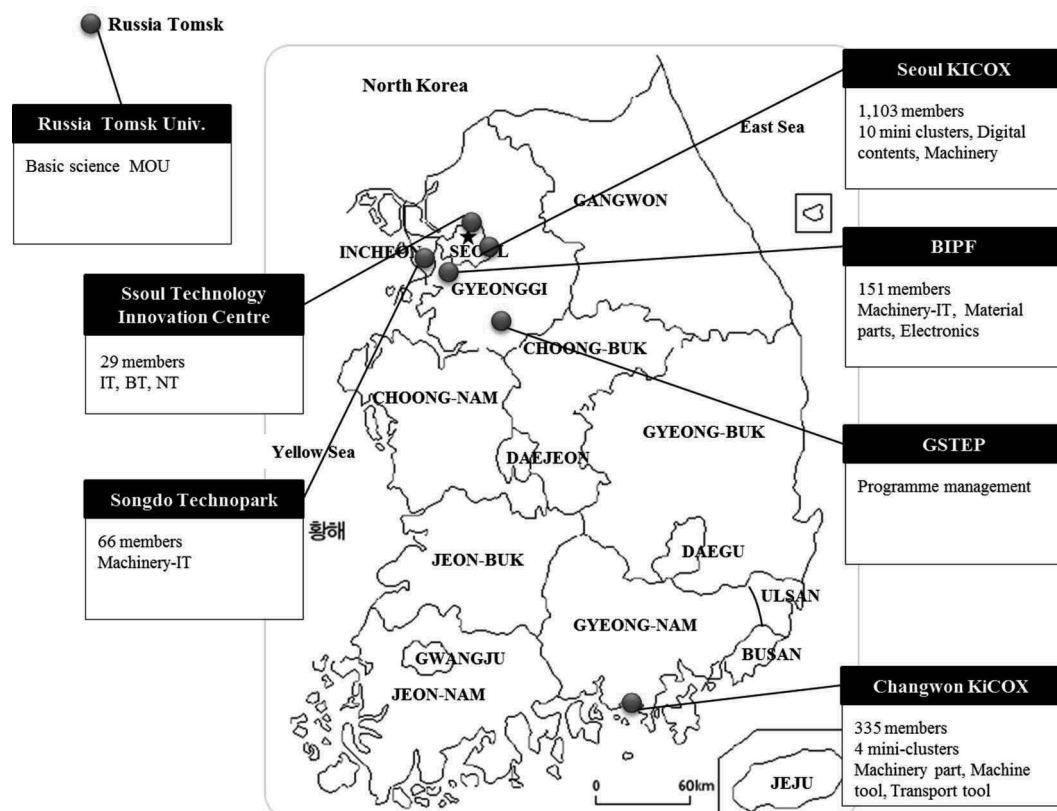 Russia Tomsk
Russia Tomsk Univ.
Basic science MOU
North Korea
East Sea
Seoul KICOX
1,103 members
10 mini clusters, Digital
contents, Machinery
GANGWON
INCHEON
SEOUL
GYEONGGI
BIPF
151 members
Machinery-IT, Material
parts, Electronics
Ssoul Technology
Innovation Centre
29 members
IT, BT, NT
CHOONG-BUK
CHOONG-NAM
GYEONG-BUK
Yellow Sea
DAEJEON
GSTEP
Programme management
Songdo Technopark
66 members
Machinery-IT
황해
JEON-BUK
DAEGU
ULSAN
GYEONG-NAM
BUSAN
GWANGJU
JEON-NAM
Changwon KiCOX
335 members
4 mini-clusters
Machinery part, Machine
tool, Transport tool
JEJU
0 60km